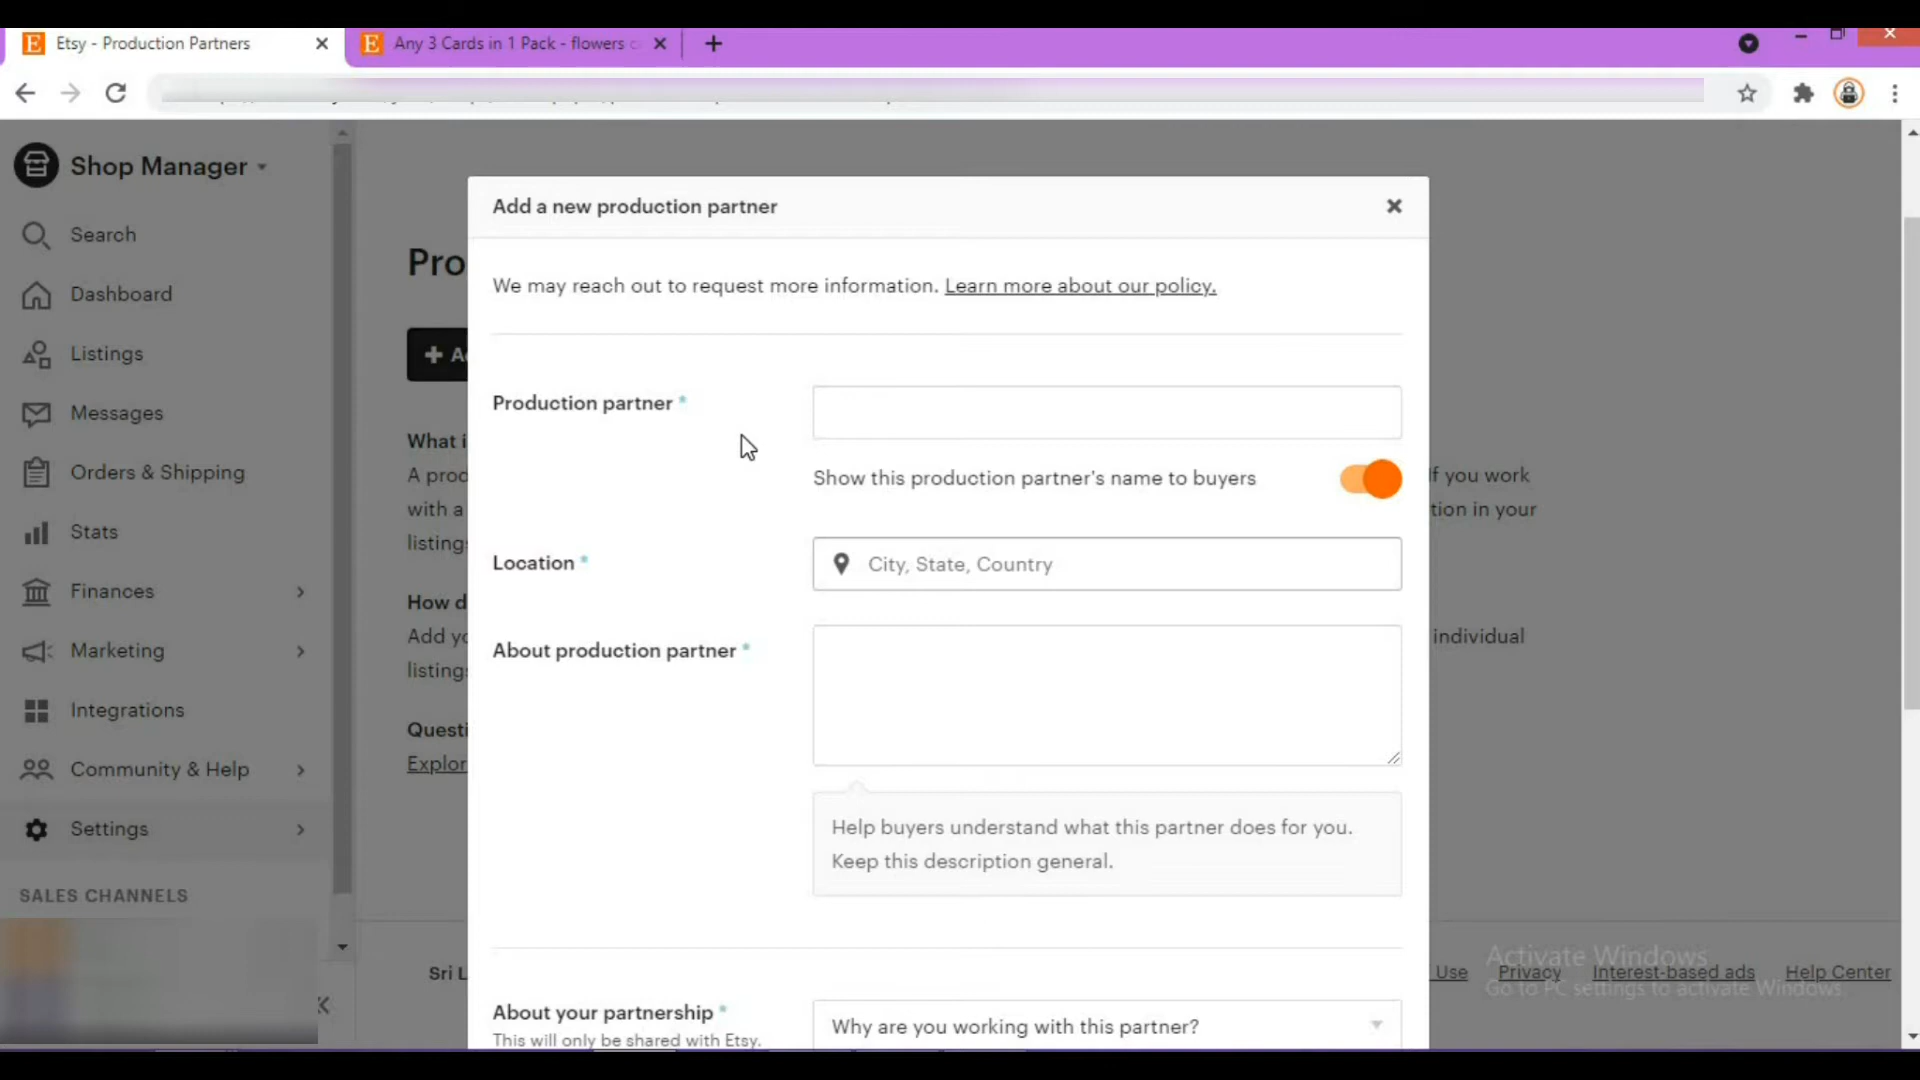 Etsy - Production Partners
Any 3 Cards in 1 Pack - flowers
Shop Manager
Search
Dashboard
Listings
Messages
Orders & Shipping
Stats
Finances
Marketing
Integrations
Community & Help
Settings
SALES CHANNELS
Pro
+ A
What i
A prod
with a
listing
How d
Add yo
listing
Questi
Explor
Sri L
Add a new production partner
We may reach out to request more information. Learn more about our policy.
Production partner *
Show this production partner's name to buyers
Location *
City, State, Country
About production partner *
Help buyers understand what this partner does for you.
Keep this description general.
About your partnership *
This will only be shared with Etsy.
Why are you working with this partner?
If you work
tion in your
individual
Use Privacy Interest-based ads Help Center
Activate Windows
Go to PC settings to activate Windows.